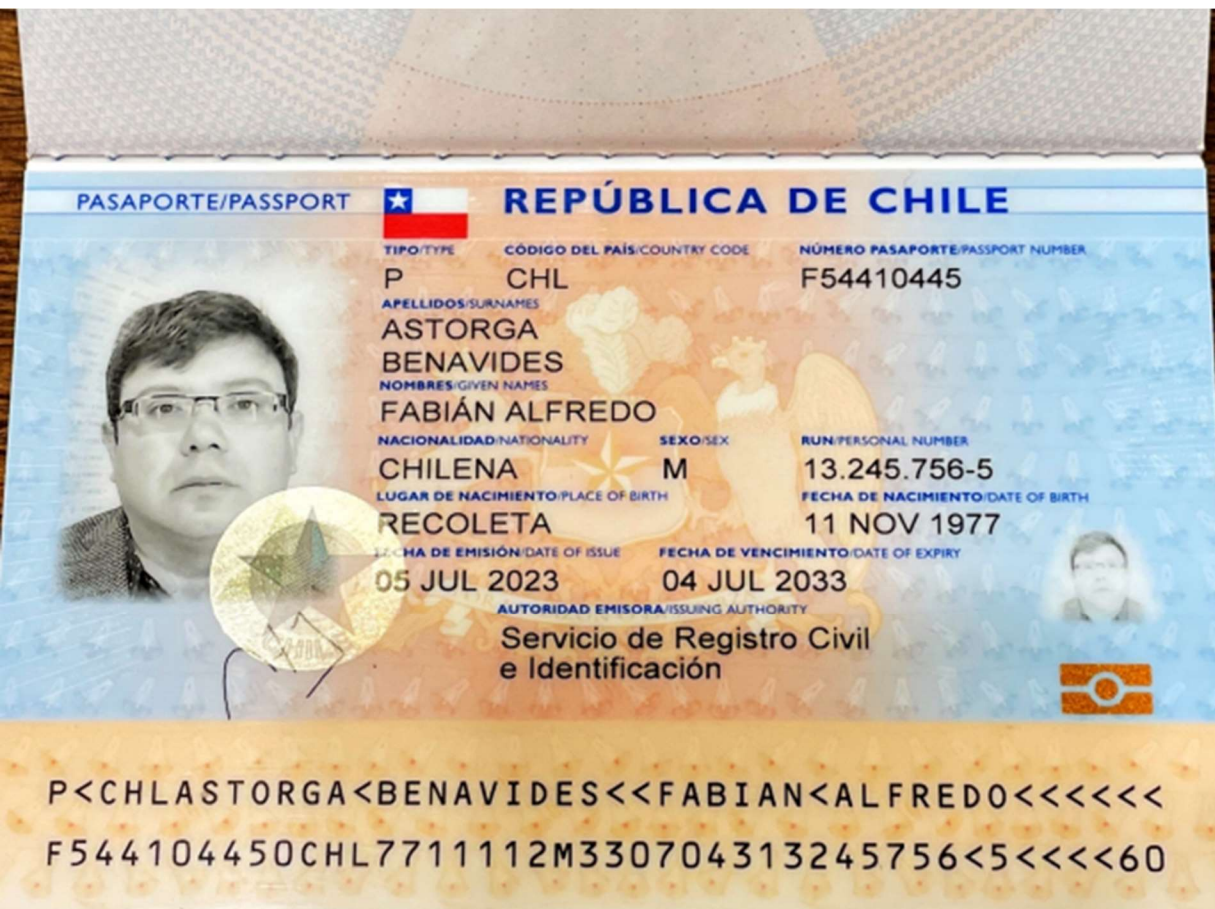 PASAPORTE/PASSPORT
REPÚBLICA DE CHILE
TIPO/TYPE CÓDIGO DEL PAÍS/COUNTRY CODE NÚMERO PASAPORTE/PASSPORT NUMBER
P CHL F54410445
APELLIDOS/SURNAMES
ASTORGA
BENAVIDES
NOMBRES/GIVEN NAMES
FABIÁN ALFREDO
NACIONALIDAD/NATIONALITY SEXO/SEX RUN/PERSONAL NUMBER
CHILENA M 13.245.756-5
LUGAR DE NACIMIENTO/PLACE OF BIRTH FECHA DE NACIMIENTO/DATE OF BIRTH
RECOLETA 11 NOV 1977
FECHA DE EMISIÓN/DATE OF ISSUE FECHA DE VENCIMIENTO/DATE OF EXPIRY
05 JUL 2023 04 JUL 2033
AUTORIDAD EMISORA/ISSUING AUTHORITY
Servicio de Registro Civil
e Identificación
P<CHLASTORGA<BENAVIDES<<FABIAN<ALFREDO<<<<<<
F544104450CHL7711112M330704313245756<5<<<<60